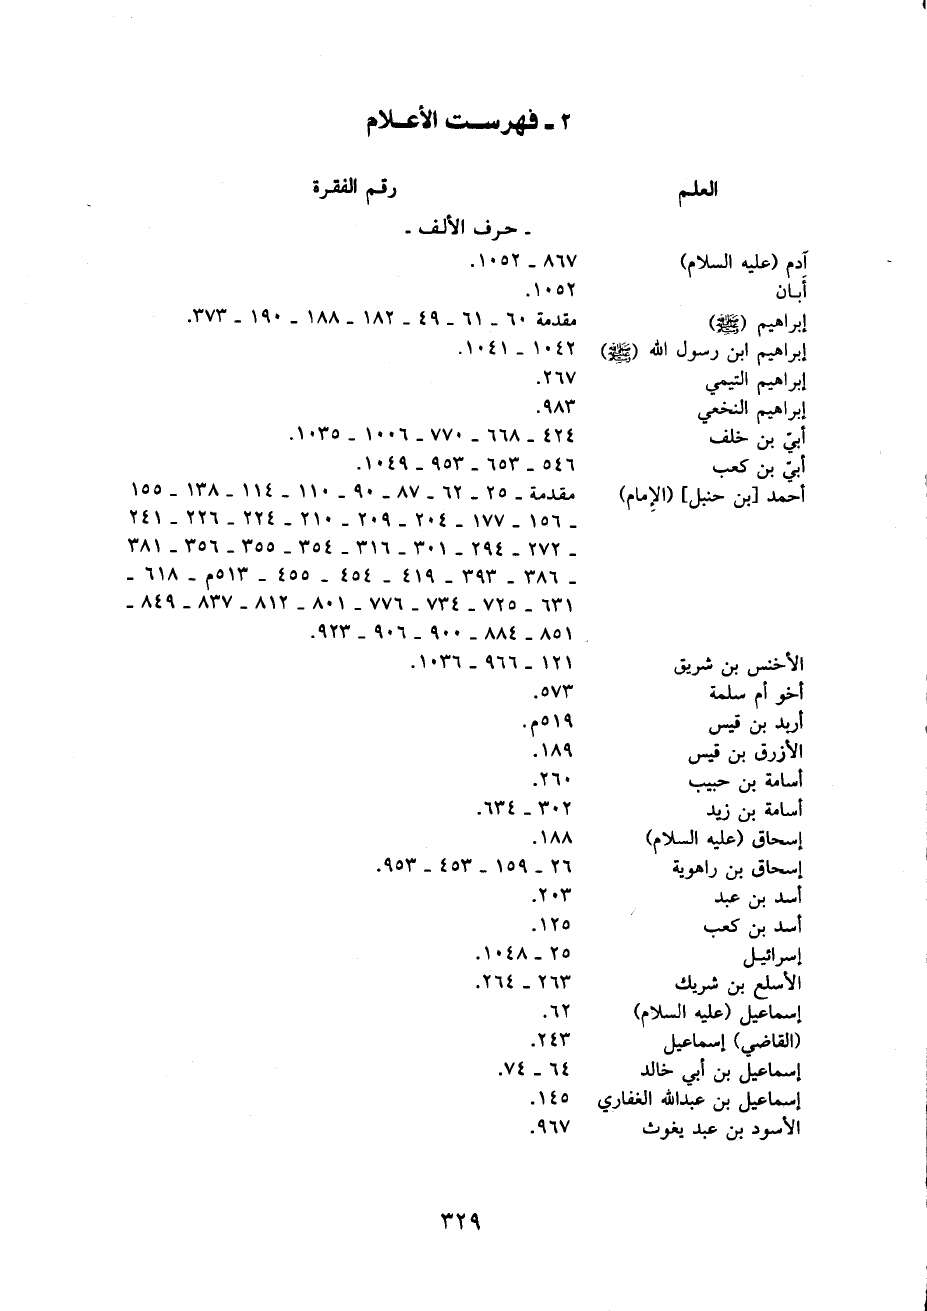 ٢ ـ فهرست الأعلام
العلم رقم الفقرة
ـ حرف الألف ـ
آدم (عليه السلام) ٨٦٧ ـ ١٠٥٢.
أَبان ١٠٥٢.
إبراهيم (ﷺ) مقدمة ٦٠ ـ ٦١ ـ ٤٩ ـ ١٨٢ ـ ١٨٨ ـ ١٩٠ ـ ٣٧٣.
إبراهيم ابن رسول الله (ﷺ) ١٠٤٢ ـ ١٠٤١.
إبراهيم التيمي ٢٦٧.
إبراهيم النخعي ٩٨٣.
أبيّ بن خلف ٤٢٤ ـ ٦٦٨ ـ ٧٧٠ ـ ١٠٠٦ ـ ١٠٣٥.
أبيّ بن كعب ٥٤٦ ـ ٦٥٣ ـ ٩٥٣ ـ ١٠٤٩.
أحمد [بن حنبل] (الإمام) مقدمة ـ ٢٥ ـ ٦٢ ـ ٨٧ ـ ٩٠ ـ ١١٠ ـ ١١٤ ـ ١٣٨ ـ ١٥٥
ـ ١٥٦ ـ ١٧٧ ـ ٢٠٤ ـ ٢٠٩ ـ ٢١٠ ـ ٢٢٤ ـ ٢٢٦ ـ ٢٤١
ـ ٢٧٢ ـ ٢٩٤ ـ ٣٠١ ـ ٣١٦ ـ ٣٥٤ ـ ٣٥٥ ـ ٣٥٦ ـ ٣٨١
ـ ٣٨٦ ـ ٣٩٣ ـ ٤١٩ ـ ٤٥٤ ـ ٤٥٥ ـ ٥١٣م ـ ٦١٨ ـ
٦٣١ ـ ٧٢٥ ـ ٧٣٤ ـ ٧٧٦ ـ ٨٠١ ـ ٨١٢ ـ ٨٣٧ ـ ٨٤٩ ـ
٨٥١ ـ ٨٨٤ ـ ٩٠٠ ـ ٩٠٦ ـ ٩٢٣.
الأخنس بن شريق ١٢١ ـ ٩٦٦ ـ ١٠٣٦.
أخو أم سلمة ٥٧٣.
أربد بن قيس ٥١٩م.
الأزرق بن قيس ١٨٩.
أسامة بن حبيب ٢٦٠.
أسامة بن زيد ٣٠٢ ـ ٦٣٤.
إسحاق (عليه السلام) ١٨٨.
إسحاق بن راهوية ٢٦ ـ ١٥٩ ـ ٤٥٣ ـ ٩٥٣.
أسد بن عبد ٢٠٣.
أسد بن كعب ١٢٥.
إسرائيل ٢٥ ـ ١٠٤٨.
الأسلع بن شريك ٢٦٣ ـ ٢٦٤.
إسماعيل (عليه السلام) ٦٢.
(القاضي) إسماعيل ٢٤٣.
إسماعيل بن أبي خالد ٦٤ ـ ٧٤.
إسماعيل بن عبدالله الغفاري ١٤٥.
الأسود بن عبد يغوث ٩٦٧.
٣٢٩